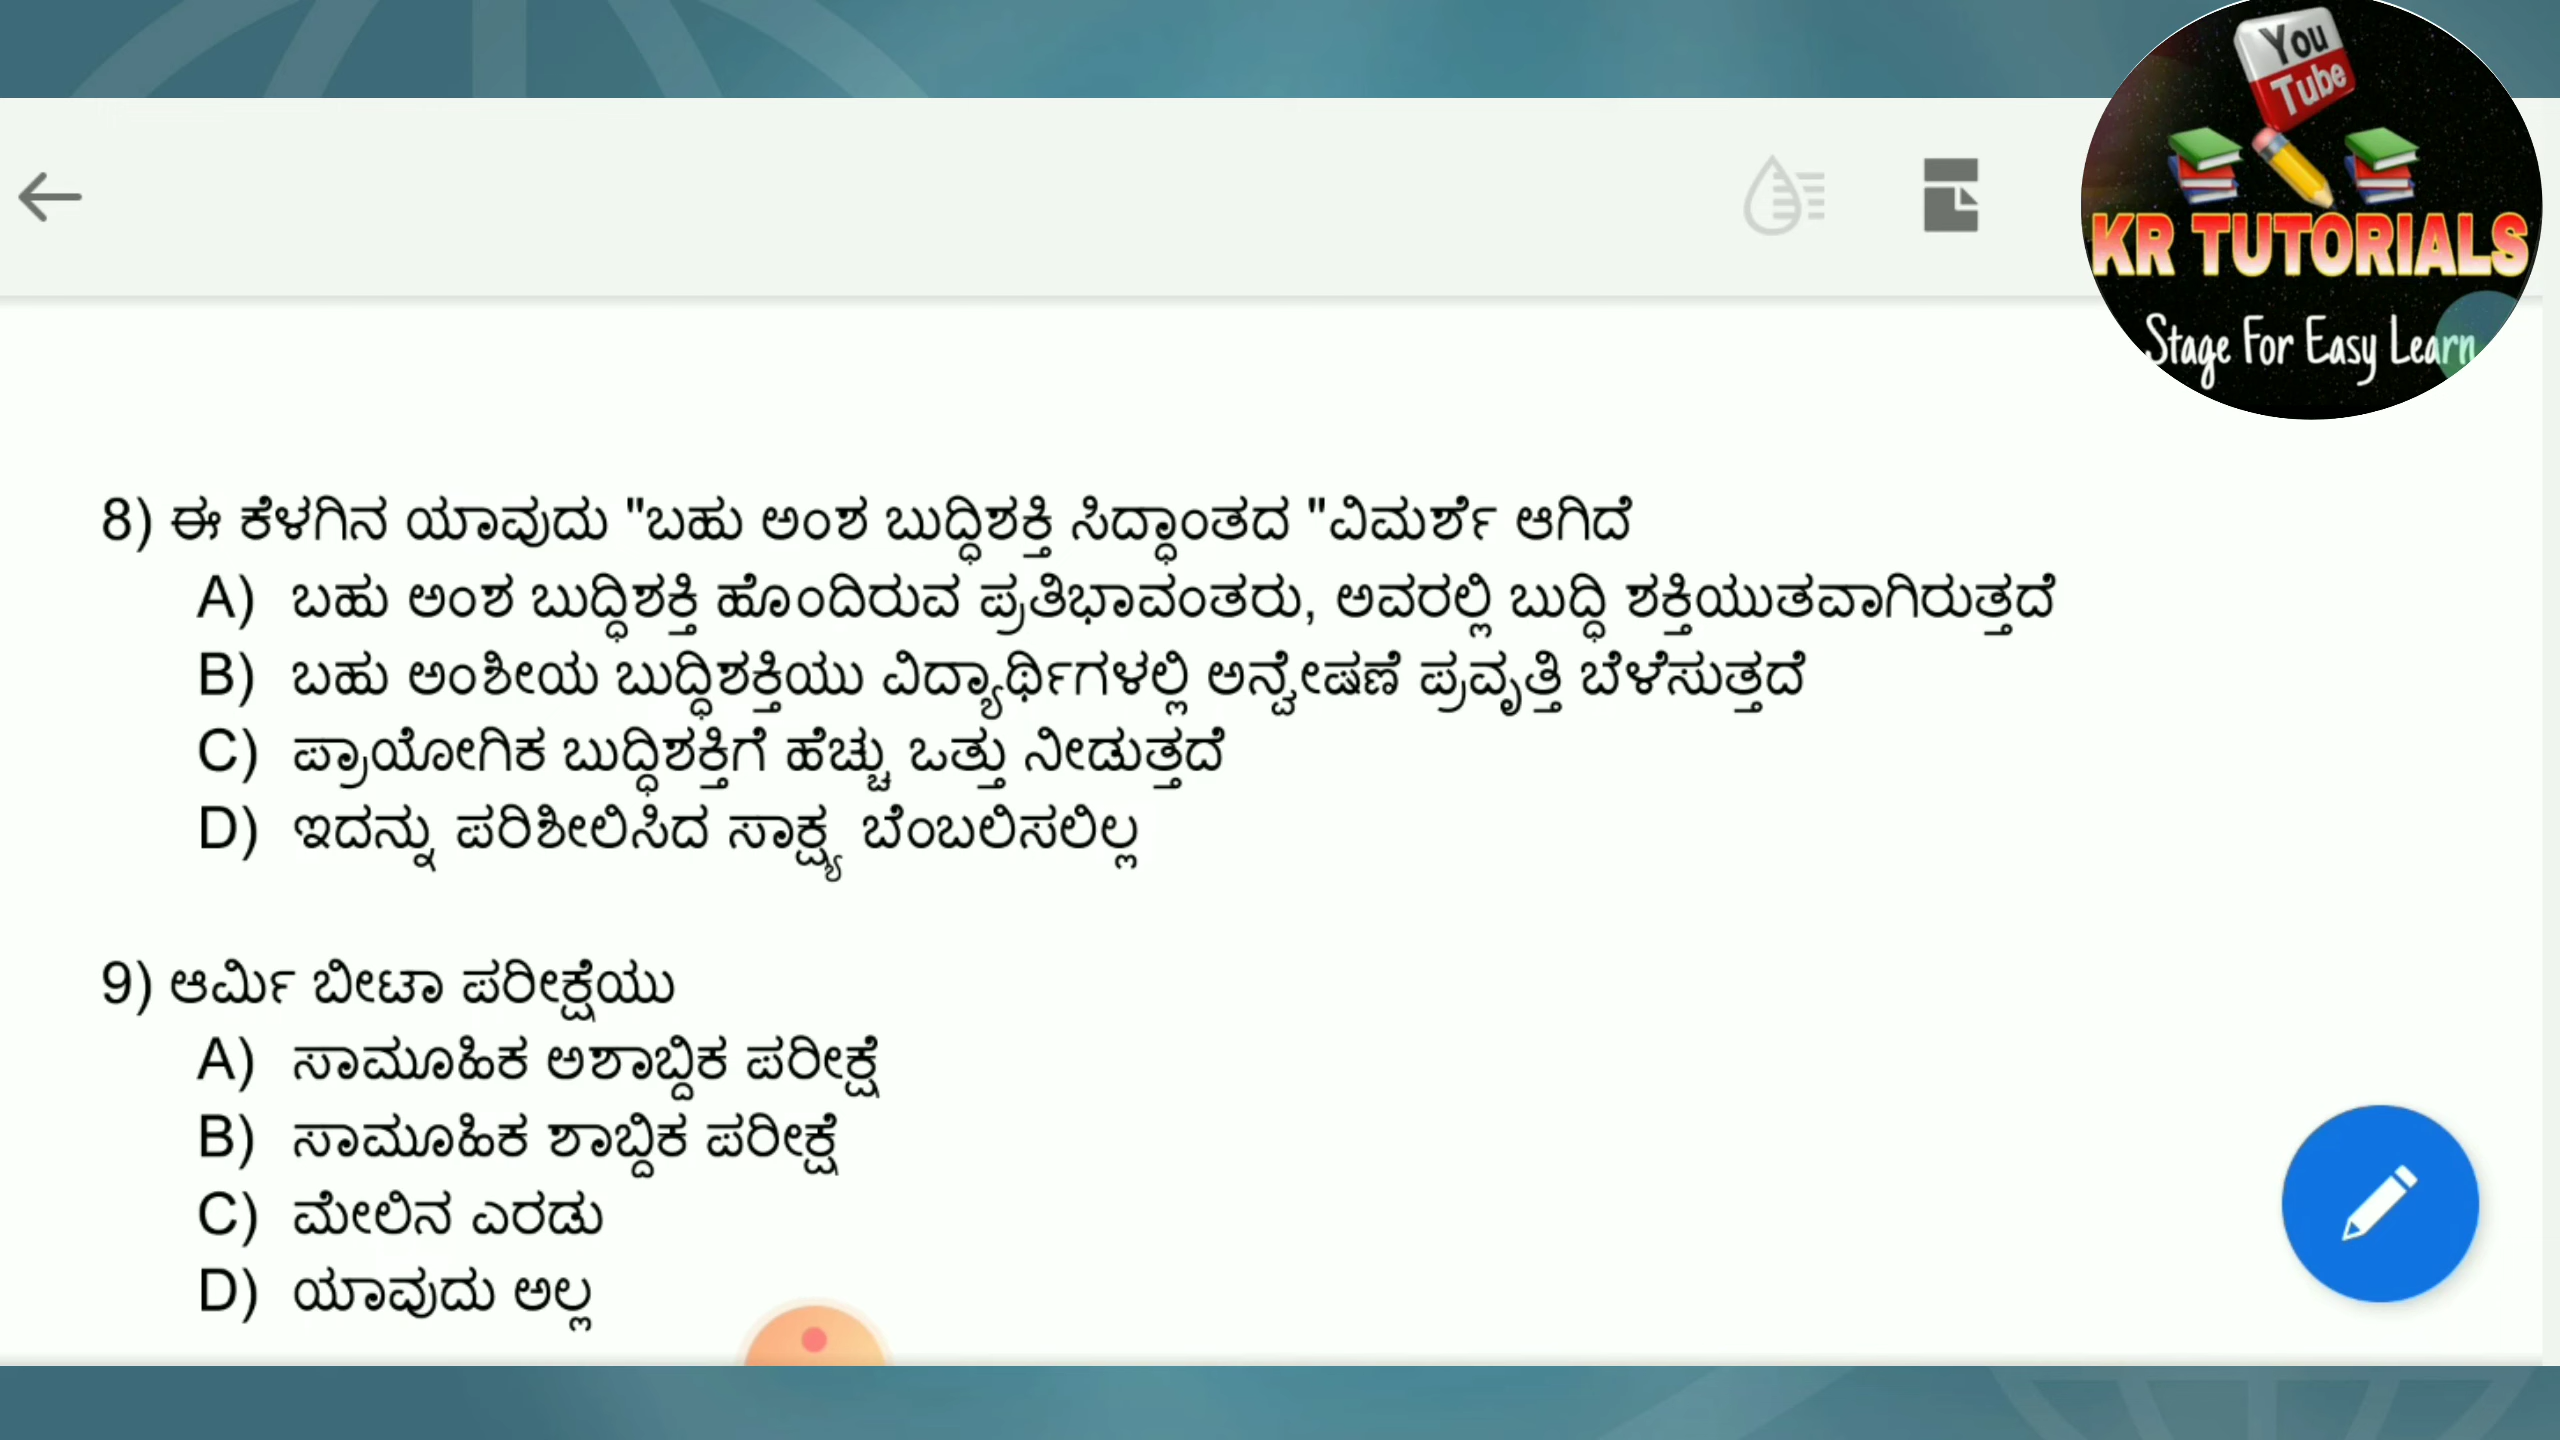 You
Tube
KR TUTORIALS
Stage For Easy Learn
8) ಈ ಕೆಳಗಿನ ಯಾವುದು "ಬಹು ಅಂಶ ಬುದ್ಧಿಶಕ್ತಿ ಸಿದ್ಧಾಂತದ "ವಿಮರ್ಶೆ ಆಗಿದೆ
A) ಬಹು ಅಂಶ ಬುದ್ಧಿಶಕ್ತಿ ಹೊಂದಿರುವ ಪ್ರತಿಭಾವಂತರು, ಅವರಲ್ಲಿ ಬುದ್ಧಿ ಶಕ್ತಿಯುತವಾಗಿರುತ್ತದೆ
B) ಬಹು ಅಂಶೀಯ ಬುದ್ಧಿಶಕ್ತಿಯು ವಿದ್ಯಾರ್ಥಿಗಳಲ್ಲಿ ಅನ್ವೇಷಣೆ ಪ್ರವೃತ್ತಿ ಬೆಳೆಸುತ್ತದೆ
C) ಪ್ರಾಯೋಗಿಕ ಬುದ್ಧಿಶಕ್ತಿಗೆ ಹೆಚ್ಚು ಒತ್ತು ನೀಡುತ್ತದೆ
D) ಇದನ್ನು ಪರಿಶೀಲಿಸಿದ ಸಾಕ್ಷ್ಯ ಬೆಂಬಲಿಸಲಿಲ್ಲ
9) ಆರ್ಮಿ ಬೀಟಾ ಪರೀಕ್ಷೆಯು
A) ಸಾಮೂಹಿಕ ಅಶಾಬ್ದಿಕ ಪರೀಕ್ಷೆ
B) ಸಾಮೂಹಿಕ ಶಾಬ್ದಿಕ ಪರೀಕ್ಷೆ
C) ಮೇಲಿನ ಎರಡು
D) ಯಾವುದು ಅಲ್ಲ